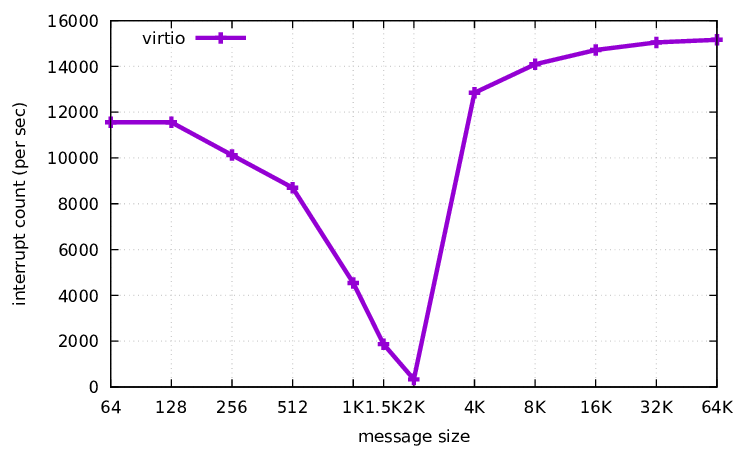 16000
virtio
14000
12000
10000
8000
6000
4000
2000
0
interrupt count (per sec)
64 128 256 512 1K 1.5K 2K 4K 8K 16K 32K 64K
message size